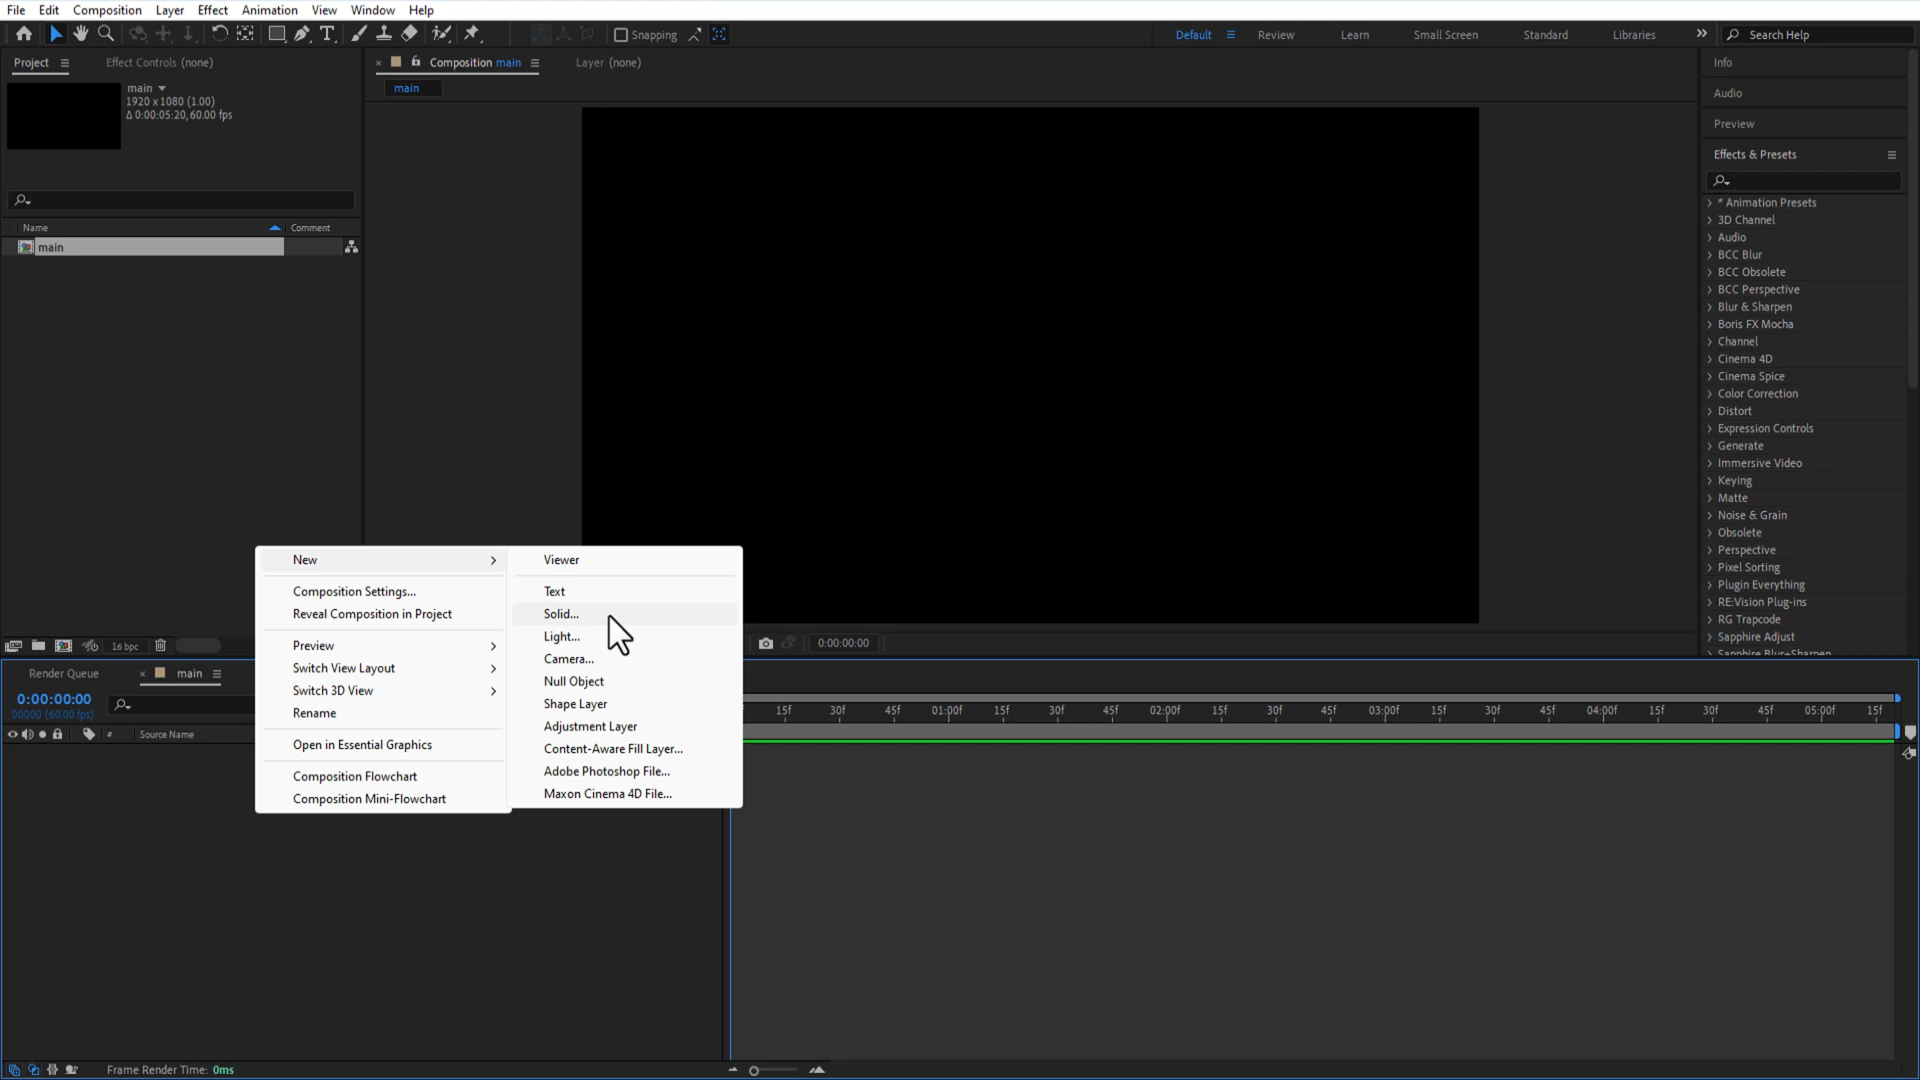 File Edit Composition Layer Effect Animation View Window Help
Snapping
Default Review Learn Small Screen Standard Libraries » Search Help
Project Effect Controls (none)
main
1920 x 1080 (1.00)
Δ 0:00:05:20, 60.00 fps
Name Comment
main
16 bpc
Composition main Layer (none)
main
0:00:00:00
Info
Audio
Preview
Effects & Presets
> * Animation Presets
> 3D Channel
> Audio
> BCC Blur
> BCC Obsolete
> BCC Perspective
> Blur & Sharpen
> Boris FX Mocha
> Channel
> Cinema 4D
> Cinema Spice
> Color Correction
> Distort
> Expression Controls
> Generate
> Immersive Video
> Keying
> Matte
> Noise & Grain
> Obsolete
> Perspective
> Pixel Sorting
> Plugin Everything
> RE:Vision Plug-ins
> RG Trapcode
> Sapphire Adjust
> Sapphire Blur+Sharpen
New
Composition Settings...
Reveal Composition in Project
Preview
Switch View Layout
Switch 3D View
Rename
Open in Essential Graphics
Composition Flowchart
Composition Mini-Flowchart
Viewer
Text
Solid...
Light...
Camera...
Null Object
Shape Layer
Adjustment Layer
Content-Aware Fill Layer...
Adobe Photoshop File...
Maxon Cinema 4D File...
Render Queue main
0:00:00:00
00000 (60.00 fps)
# Source Name
15f 30f 45f 01:00f 15f 30f 45f 02:00f 15f 30f 45f 03:00f 15f 30f 45f 04:00f 15f 30f 45f 05:00f 15f
Frame Render Time: 0ms